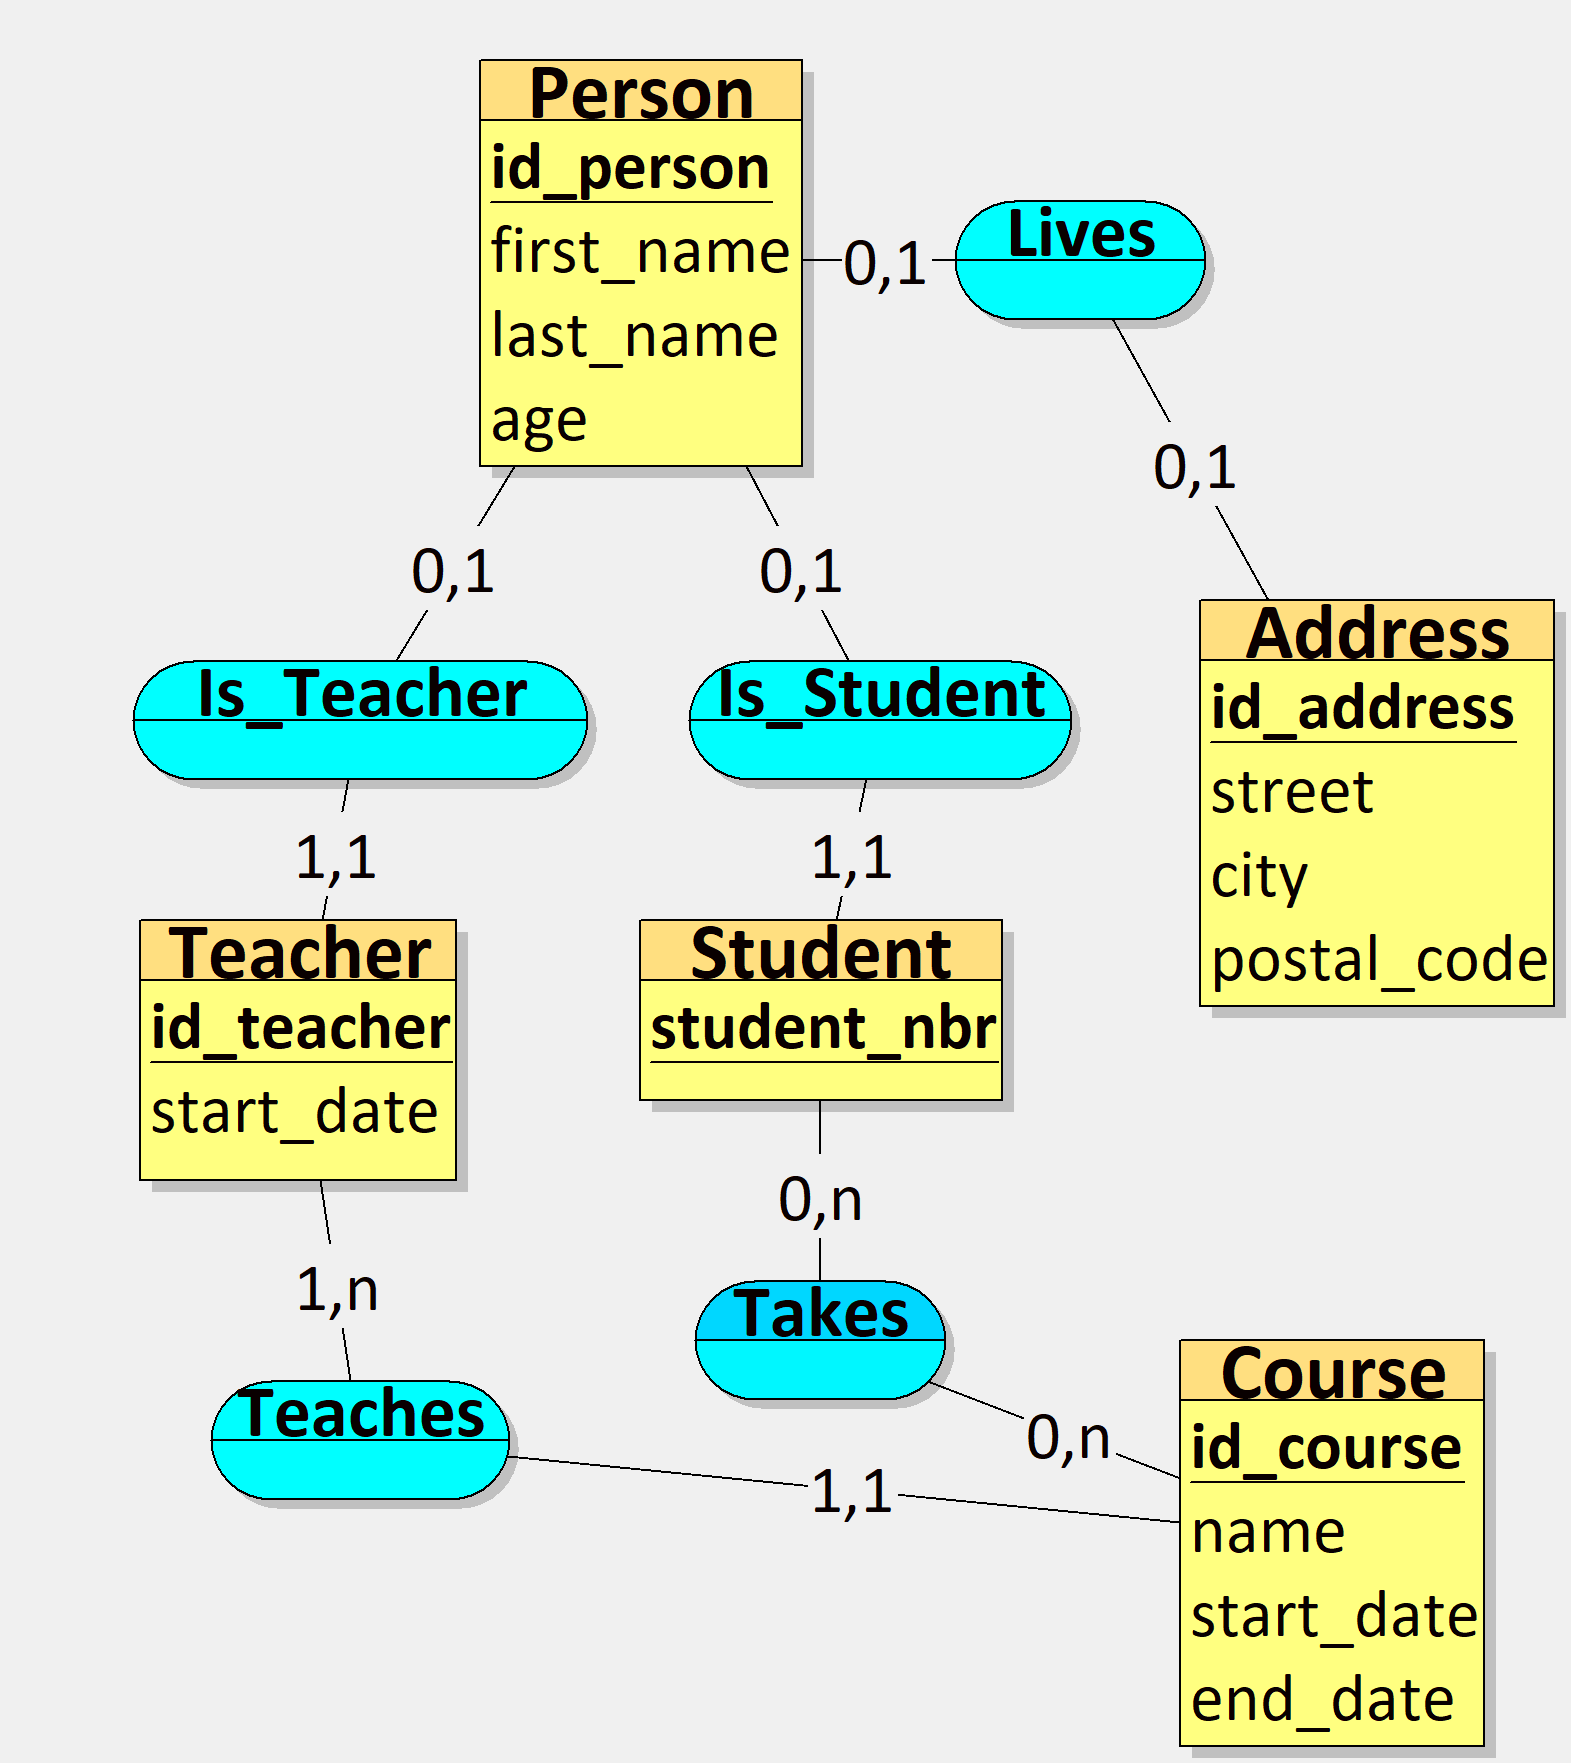 Person
id_person
first_name
last_name
age
0,1
Lives
0,1
0,1
0,1
Is_Teacher
Is_Student
Address
id_address
street
city
postal_code
1,1
1,1
Teacher
id_teacher
start_date
Student
student_nbr
0,n
1,n
Takes
Teaches
0,n
1,1
Course
id_course
name
start_date
end_date